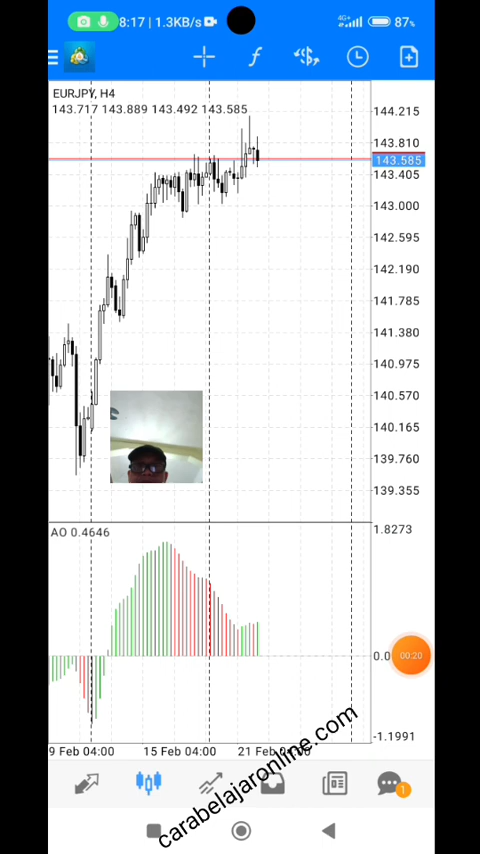 8:17 | 1.3KB/s
4G+
87%
EURJPY, H4
143.717 143.889 143.492 143.585
144.215
143.810
143.585
143.405
143.000
142.595
142.190
141.785
141.380
140.975
140.570
140.165
139.760
139.355
AO 0.4646
1.8273
0.0
00:20
-1.1991
9 Feb 04:00
15 Feb 04:00
21 Feb 04:00
1
carabelajaronline.com